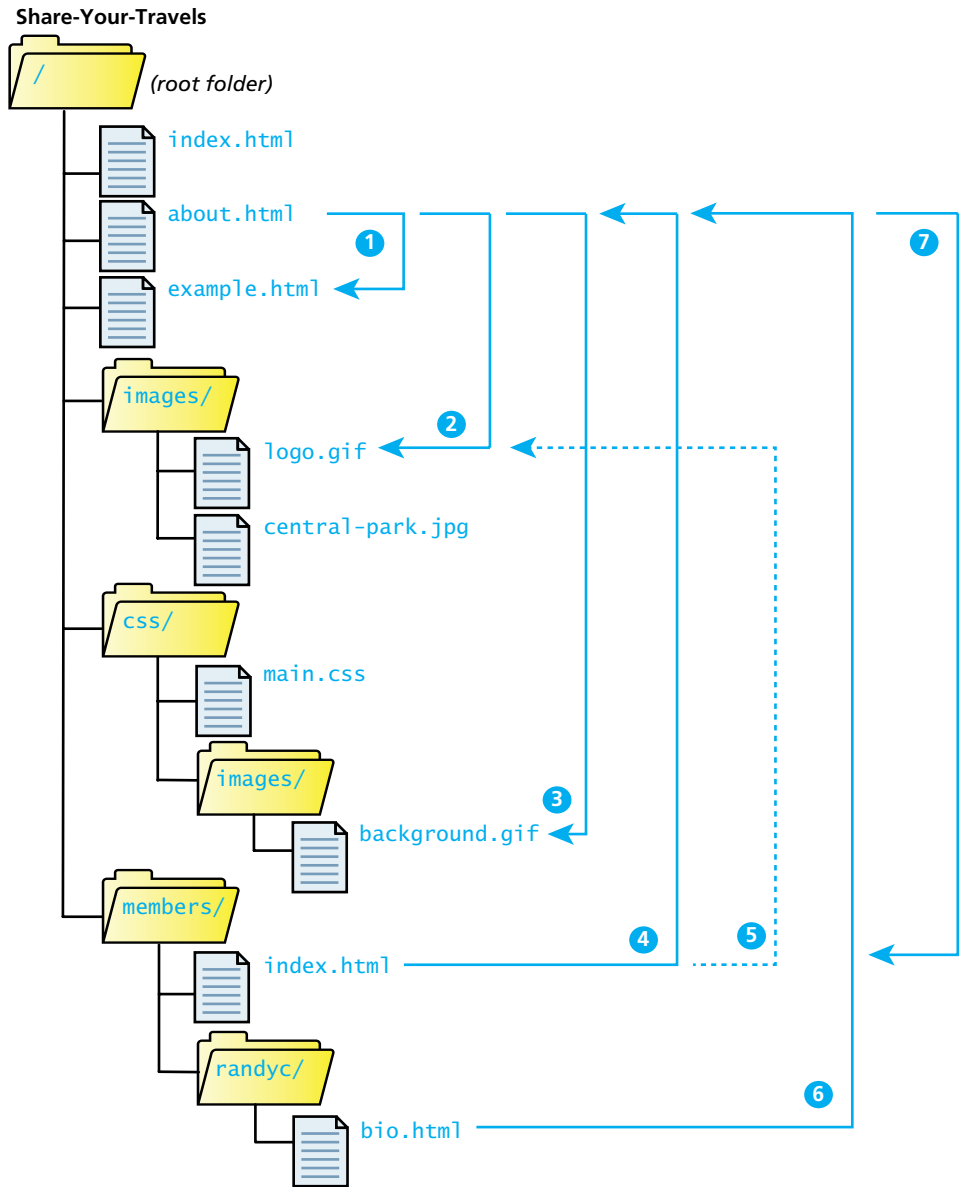 Share-Your-Travels
/
(root folder)
index.html
about.html
1
7
example.html
images/
2
logo.gif
central-park.jpg
css/
main.css
images/
3
background.gif
members/
4
5
index.html
randyc/
6
bio.html